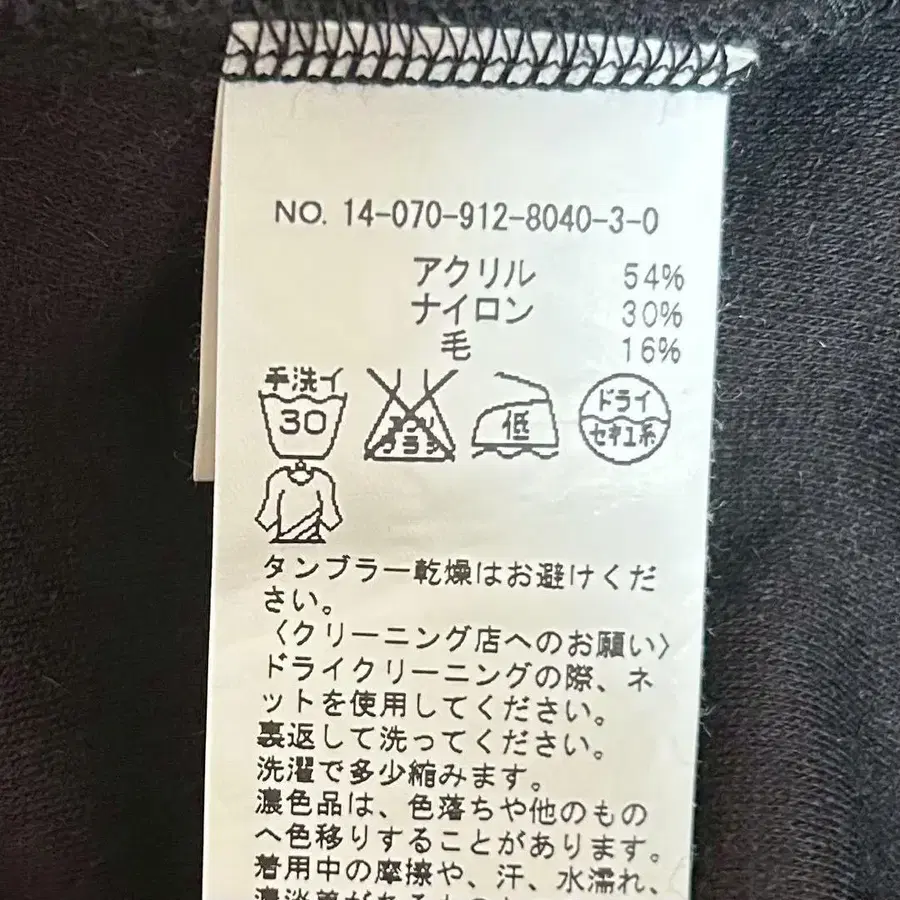 NO. 14-070-912-8040-3-0
アクリル 54%
ナイロン 30%
毛 16%
手洗イ
30
エンソ
サラシ
低
ドライ
セキユ系
タンブラー乾燥はお避けくだ
さい。
〈クリーニング店へのお願い〉
ドライクリーニングの際、ネ
ットを使用してください。
裏返して洗ってください。
洗濯で多少縮みます。
濃色品は、色落ちや他のもの
へ色移りすることがあります。
着用中の摩擦や、汗、水濡れ、